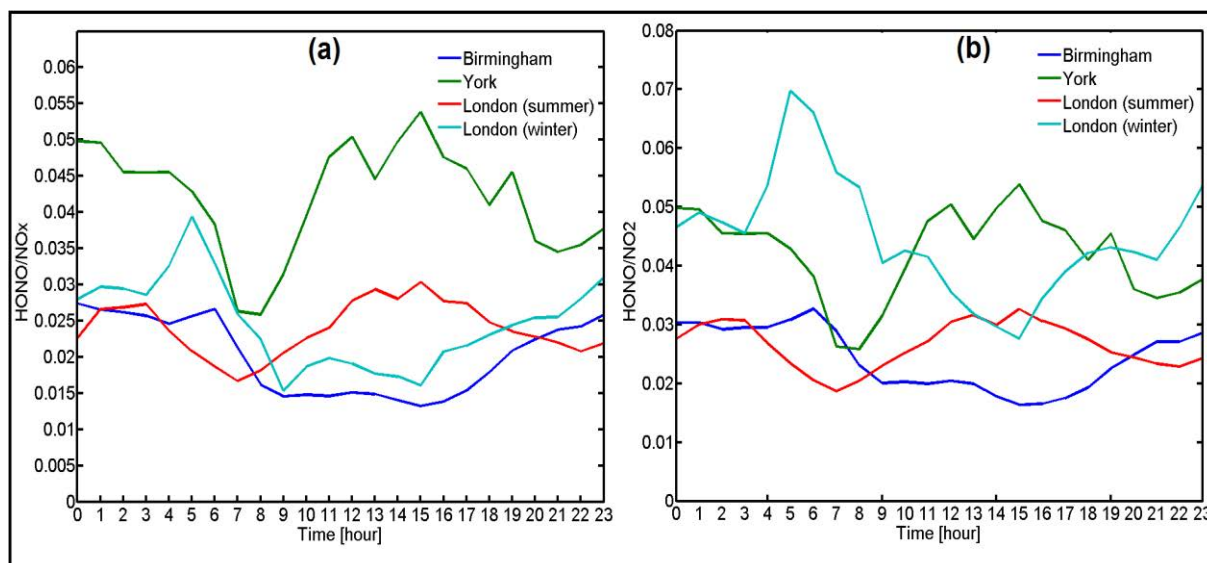 (a)
Birmingham
York
London (summer)
London (winter)
0.06
0.055
0.05
0.045
0.04
0.035
0.03
0.025
0.02
0.015
0.01
0.005
0
HONO/NOx
0 1 2 3 4 5 6 7 8 9 10 11 12 13 14 15 16 17 18 19 20 21 22 23
Time [hour]
(b)
Birmingham
York
London (summer)
London (winter)
0.08
0.07
0.06
0.05
0.04
0.03
0.02
0.01
0
HONO/NO2
0 1 2 3 4 5 6 7 8 9 10 11 12 13 14 15 16 17 18 19 20 21 22 23
Time [hour]